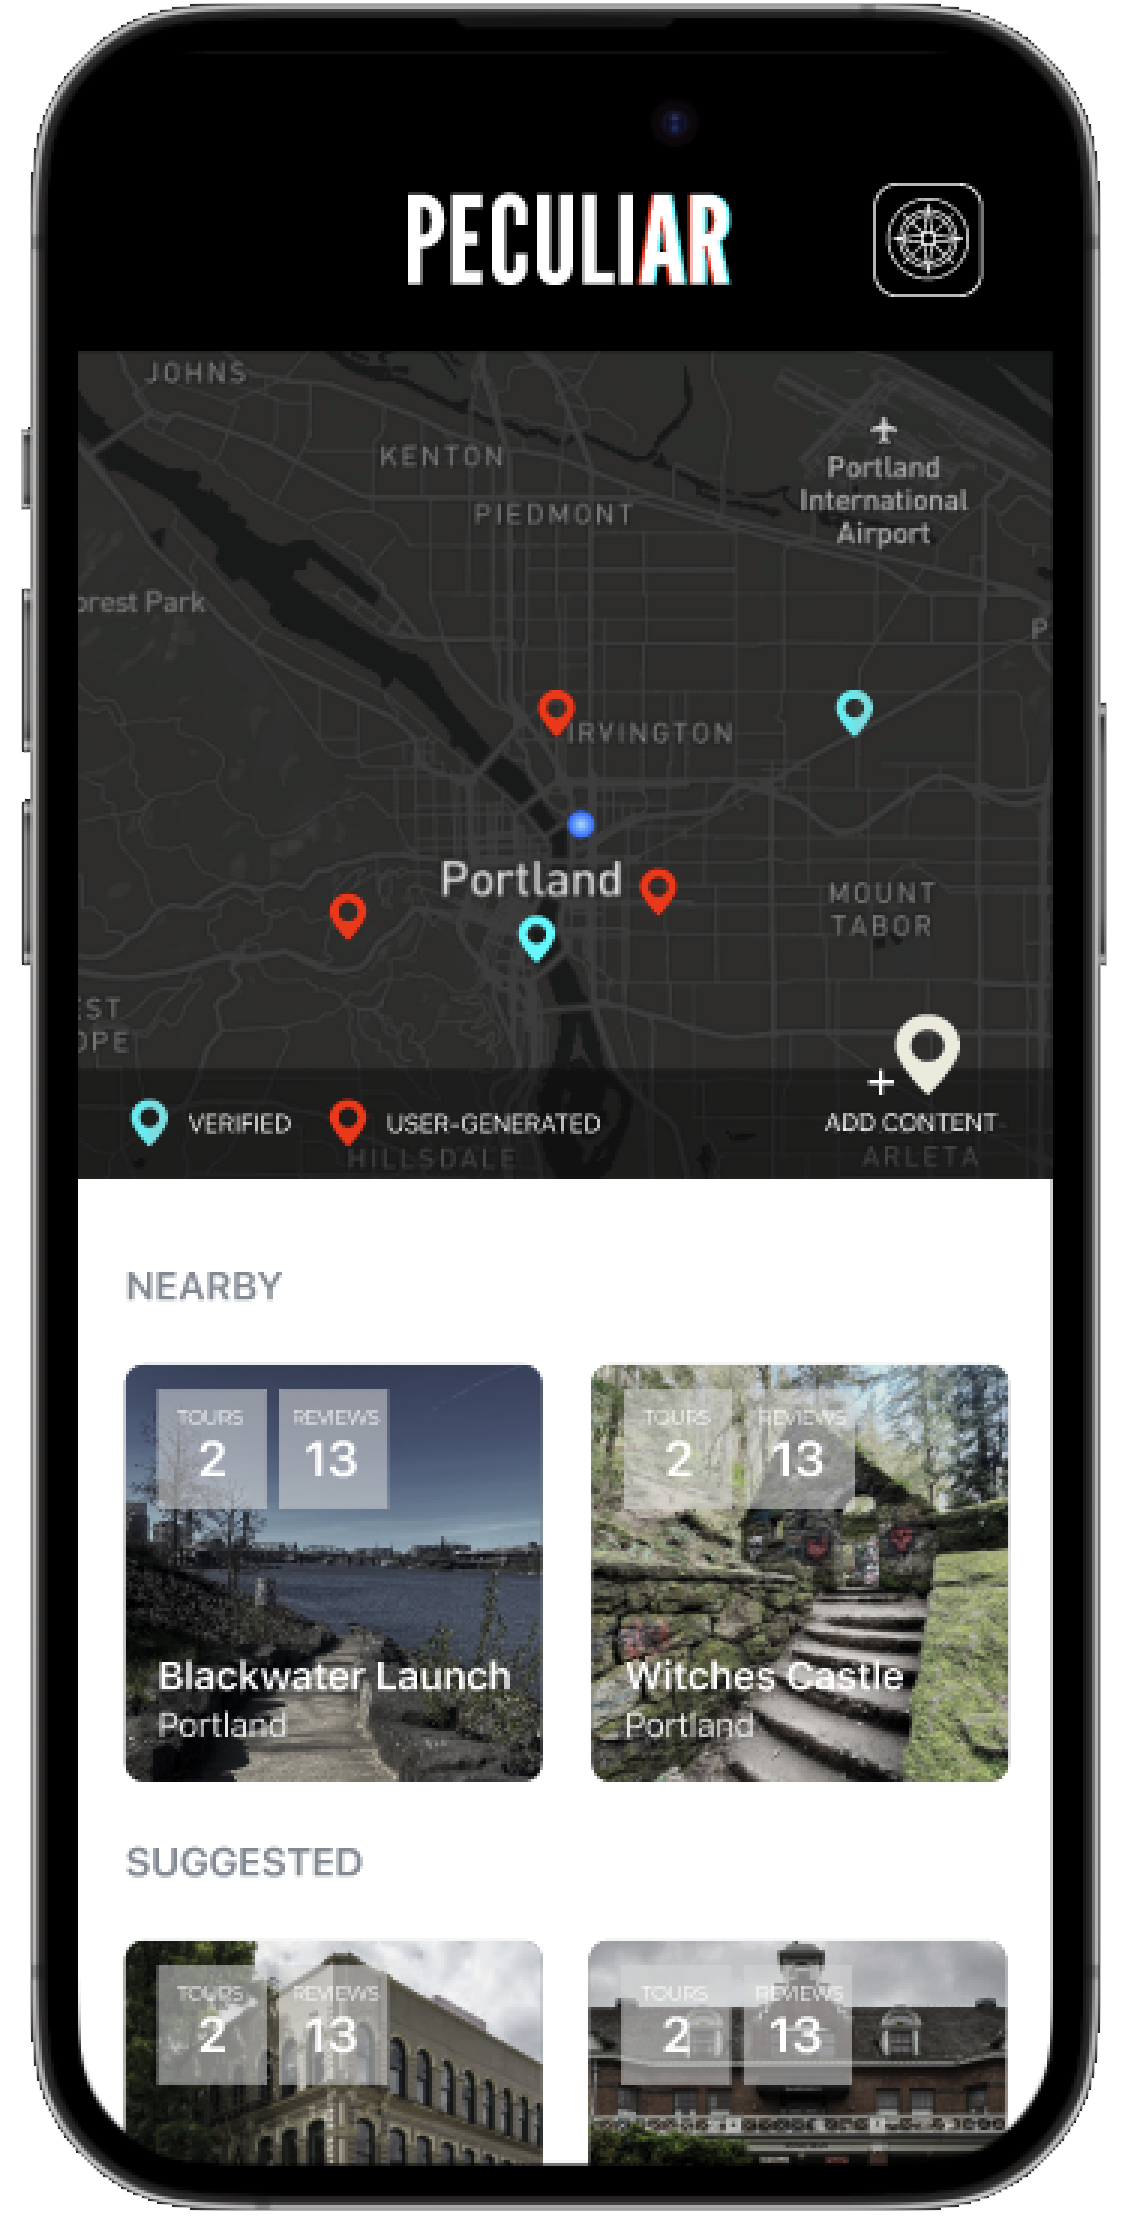 PECULIAR
JOHNS
KENTON
Portland
International
Airport
PIEDMONT
orest Park
P
IRVINGTON
Portland
MOUNT
TABOR
EST
OPE
VERIFIED
USER-GENERATED
+
ADD CONTENT
HILLSDALE
ARLETA
NEARBY
TOURS
2
REVIEWS
13
Blackwater Launch
Portland
TOURS
2
REVIEWS
13
Witches Castle
Portland
SUGGESTED
TOURS
2
REVIEWS
13
TOURS
2
REVIEWS
13